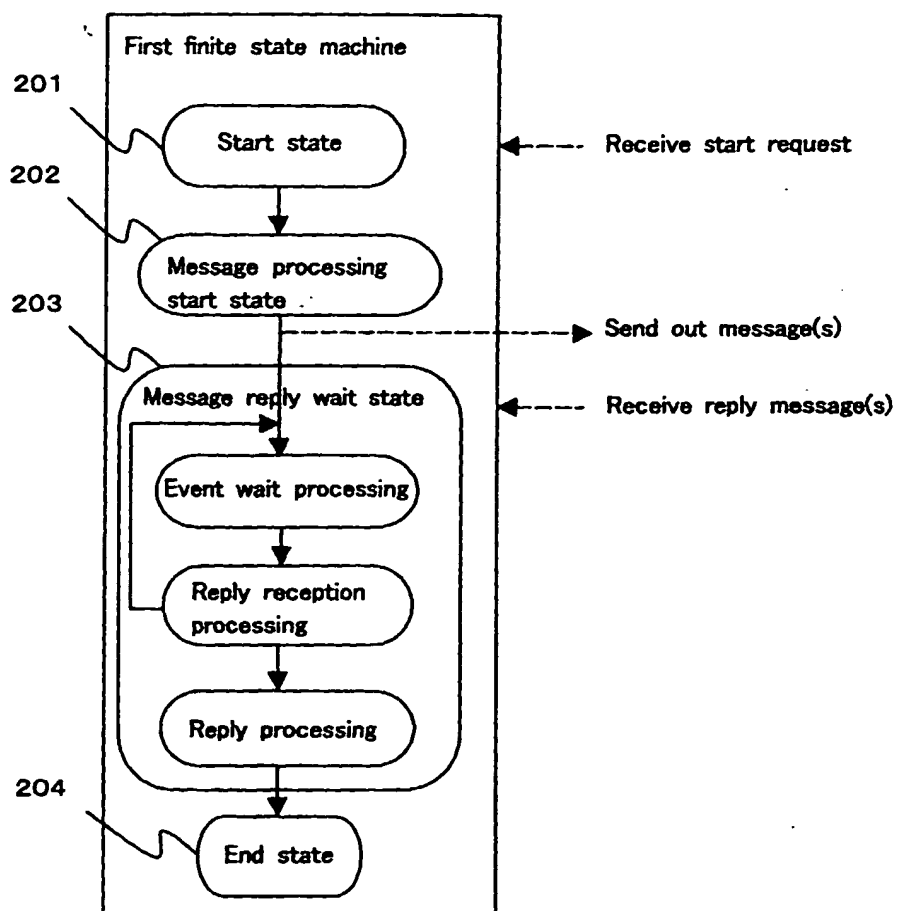 First finite state machine
201
Start state
Receive start request
202
Message processing
start state
203
Send out message(s)
Message reply wait state
Receive reply message(s)
Event wait processing
Reply reception
processing
Reply processing
204
End state